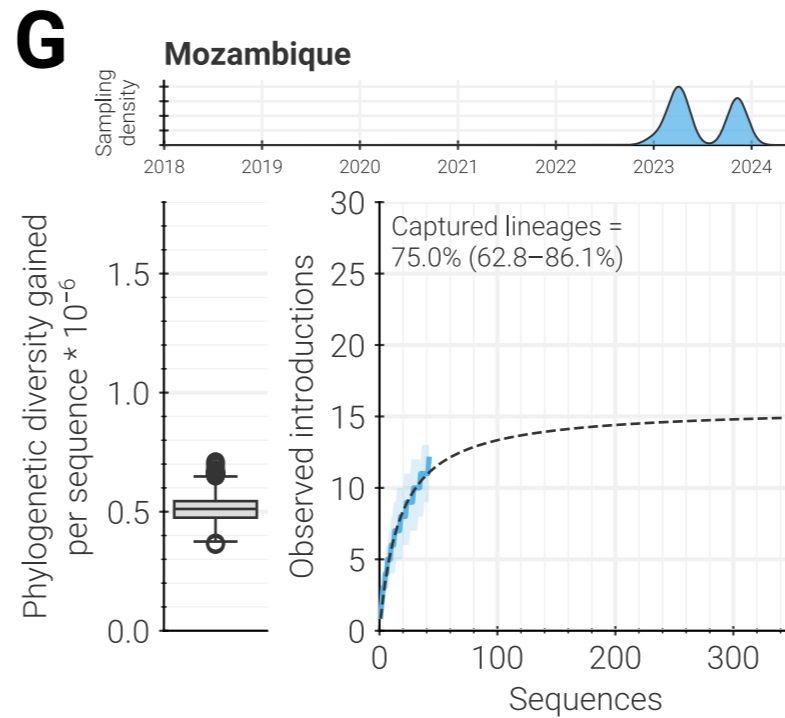 G
Mozambique
Sampling
density
2018 2019 2020 2021 2022 2023 2024
Phylogenetic diversity gained
per sequence * 10⁻⁶
1.5
1.0
0.5
0.0
Observed introductions
30
25
20
15
10
5
0
Captured lineages =
75.0% (62.8–86.1%)
0 100 200 300
Sequences